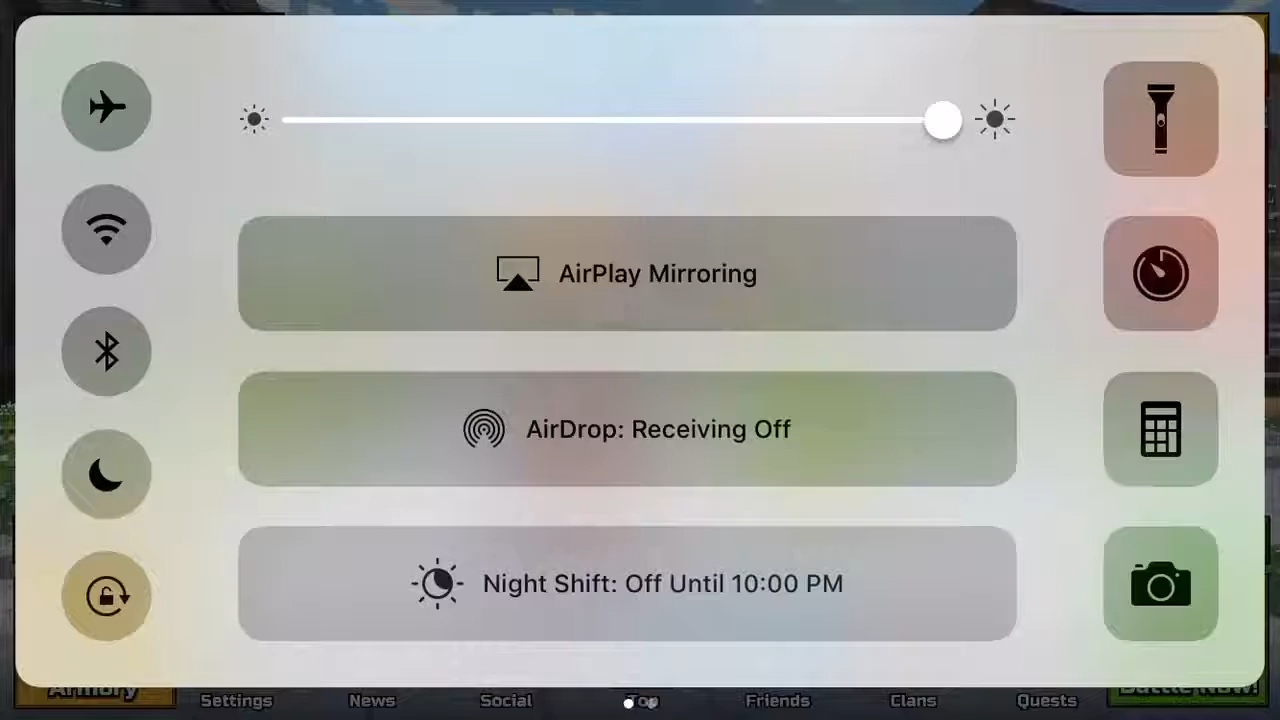 AirPlay Mirroring
AirDrop: Receiving Off
Night Shift: Off Until 10:00 PM
Armory
Settings
News
Social
Top
Friends
Clans
Quests
Battle Now!